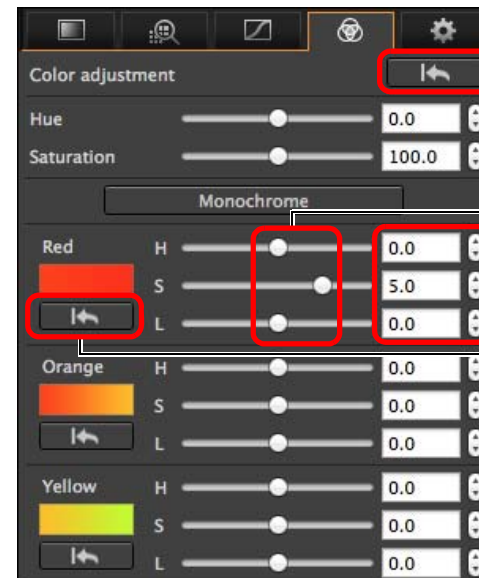 Color adjustment
Hue 0.0
Saturation 100.0
Monochrome
Red H 0.0
S 5.0
L 0.0
Orange H 0.0
S 0.0
L 0.0
Yellow H 0.0
S 0.0
L 0.0